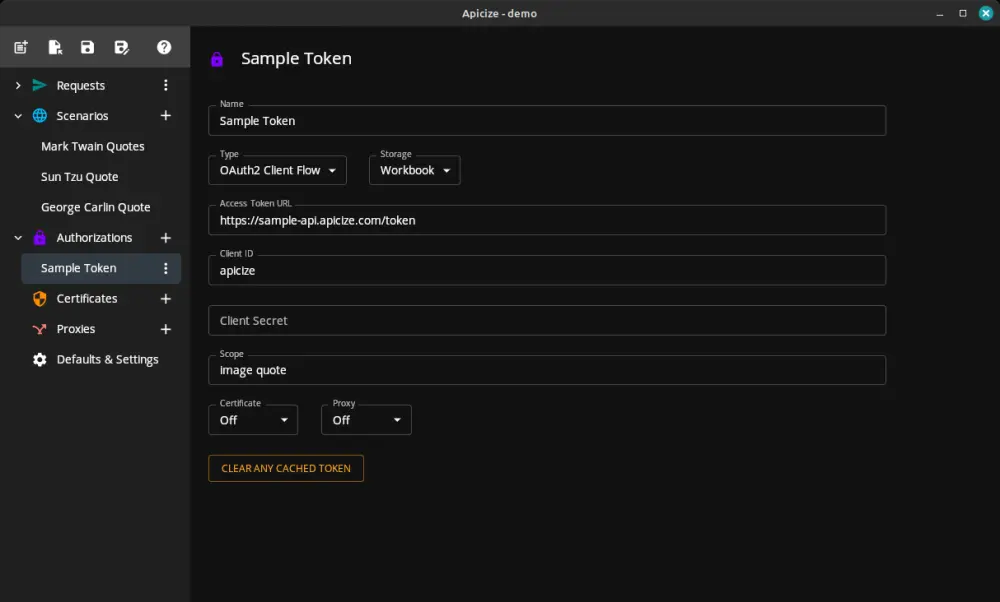 Apicize - demo
Requests
Scenarios
Mark Twain Quotes
Sun Tzu Quote
George Carlin Quote
Authorizations
Sample Token
Certificates
Proxies
Defaults & Settings
Sample Token
Name
Sample Token
Type
OAuth2 Client Flow
Storage
Workbook
Access Token URL
https://sample-api.apicize.com/token
Client ID
apicize
Client Secret
Scope
image quote
Certificate
Off
Proxy
Off
CLEAR ANY CACHED TOKEN